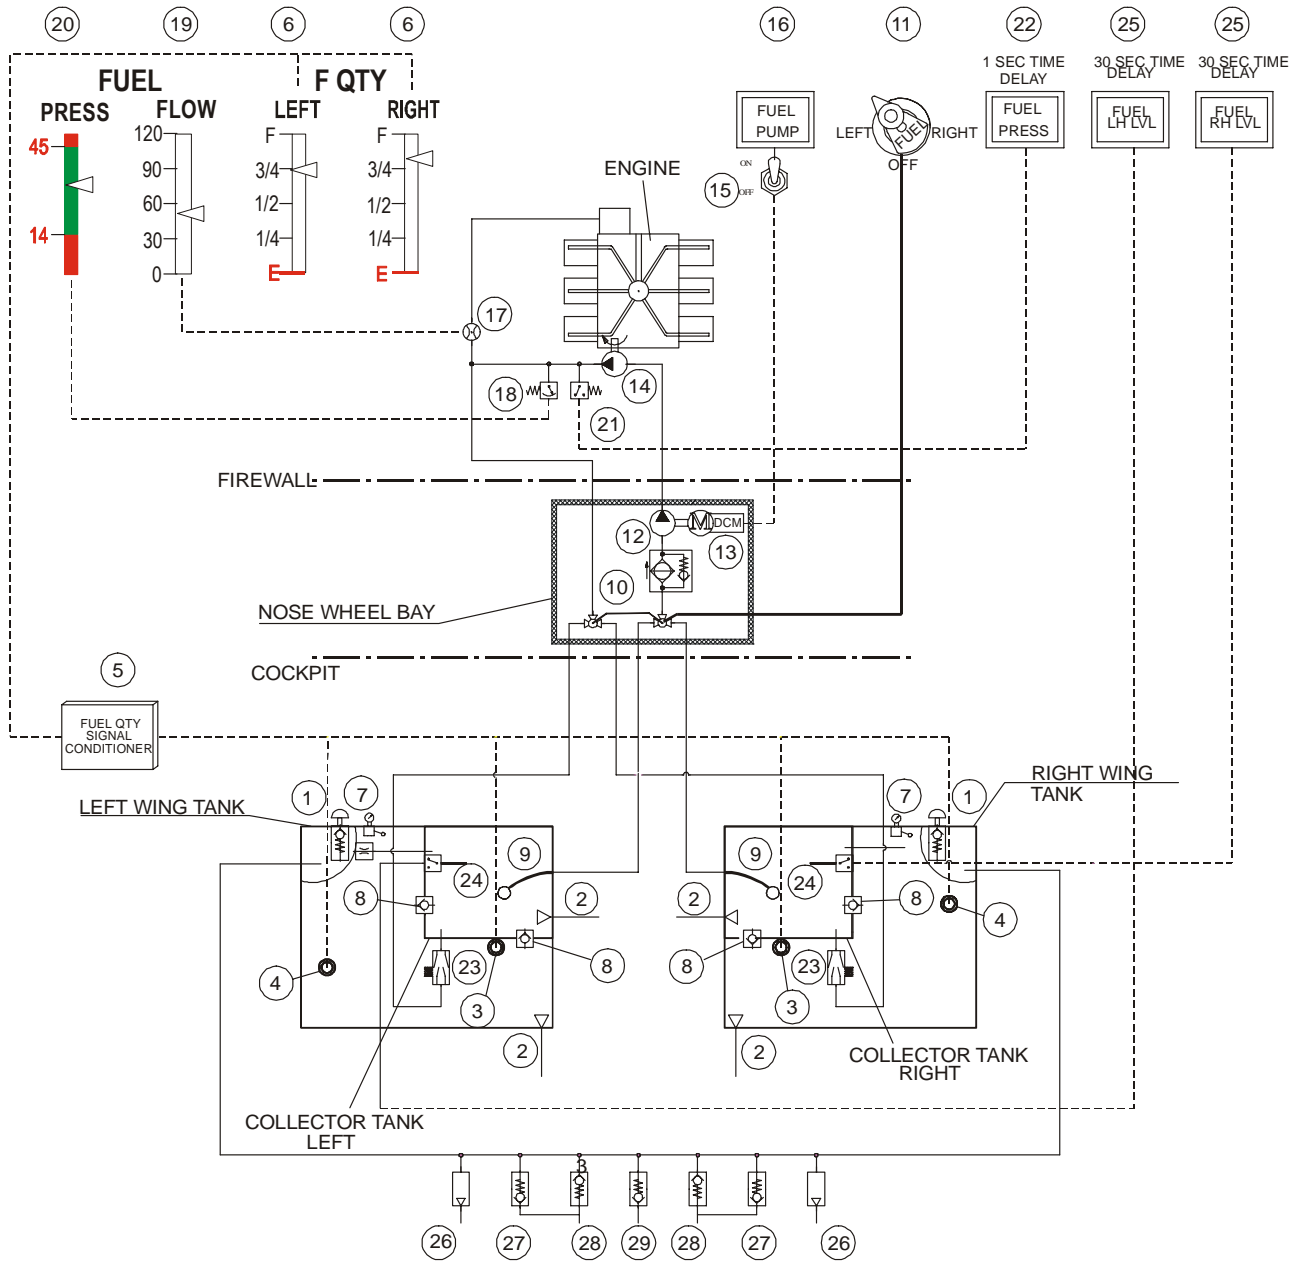 20 19 6 6 16 11 22 25 25
1 SEC TIME
DELAY
30 SEC TIME
DELAY
30 SEC TIME
DELAY
FUEL
F QTY
PRESS
FLOW
LEFT
RIGHT
45
14
120
90
60
30
0
F
3/4
1/2
1/4
E
F
3/4
1/2
1/4
E
FUEL
PUMP
ON
OFF
15
LEFT
FUEL
RIGHT
OFF
FUEL
PRESS
FUEL
LH LVL
FUEL
RH LVL
ENGINE
17
14
18
21
FIREWALL
12
M
DCM
13
10
NOSE WHEEL BAY
COCKPIT
5
FUEL QTY
SIGNAL
CONDITIONER
LEFT WING TANK
1
7
9
24
8
2
4
23
3
8
2
RIGHT WING
TANK
7
1
9
24
8
2
8
4
23
3
2
COLLECTOR TANK
RIGHT
COLLECTOR TANK
LEFT
3
26 27 28 29 28 27 26